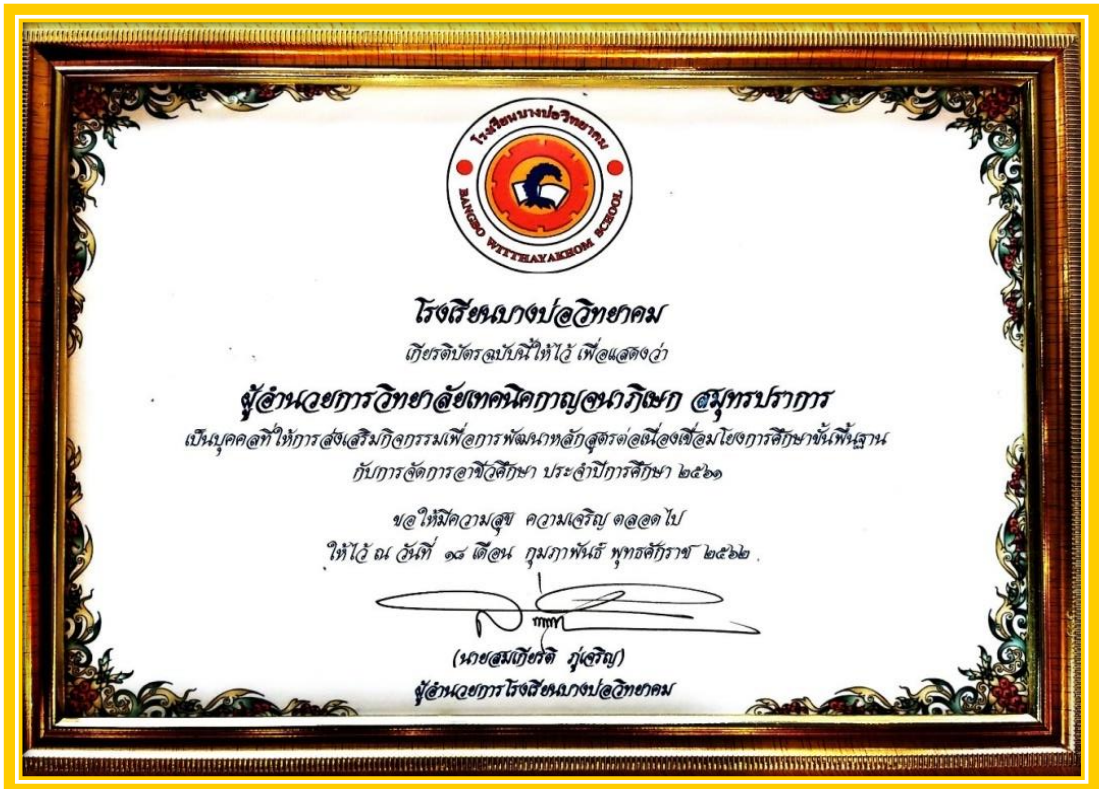 โรงเรียนบางบ่อวิทยาคม
BANGBO WITTHAYAKHOM SCHOOL
โรงเรียนบางบ่อวิทยาคม
เกียรติบัตรฉบับนี้ให้ไว้ เพื่อแสดงว่า
ผู้อำนวยการวิทยาลัยเทคนิคกาญจนาภิเษก สมุทรปราการ
เป็นบุคคลที่ให้การส่งเสริมกิจกรรมเพื่อการพัฒนาหลักสูตรต่อเนื่องเชื่อมโยงการศึกษาขั้นพื้นฐาน
กับการจัดการอาชีวศึกษา ประจำปีการศึกษา ๒๕๖๑
ขอให้มีความสุข ความเจริญ ตลอดไป
ให้ไว้ ณ วันที่ ๑๘ เดือน กุมภาพันธ์ พุทธศักราช ๒๕๖๒
(นายสมเกียรติ ภู่เจริญ)
ผู้อำนวยการโรงเรียนบางบ่อวิทยาคม